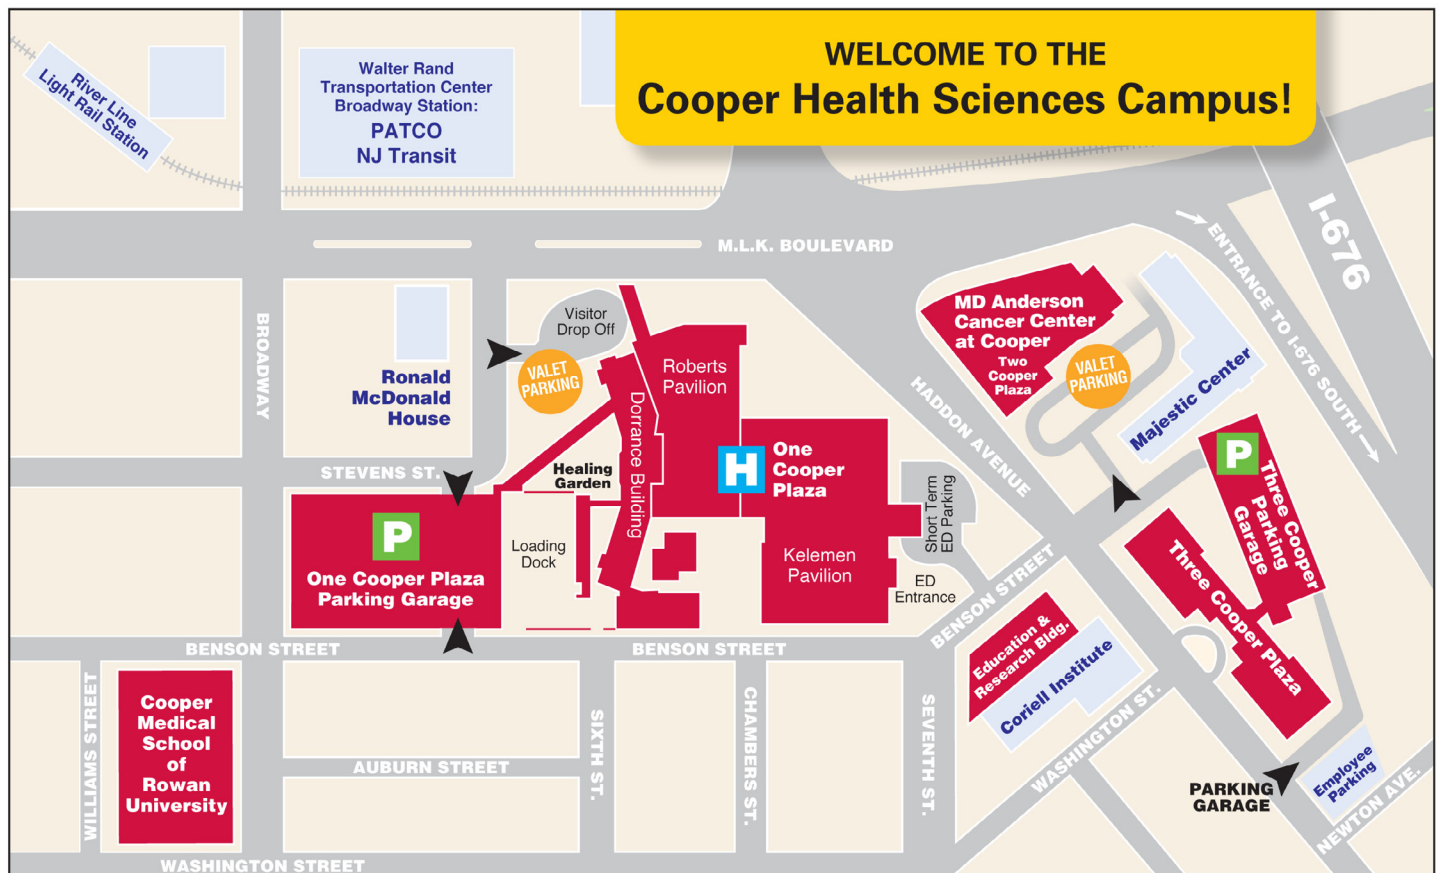 WELCOME TO THE
Cooper Health Sciences Campus!
River Line
Light Rail Station
Walter Rand
Transportation Center
Broadway Station:
PATCO
NJ Transit
I-676
ENTRANCE TO I-676 SOUTH
M.L.K. BOULEVARD
BROADWAY
Visitor
Drop Off
VALET
PARKING
Ronald
McDonald
House
STEVENS ST.
Roberts
Pavilion
Dorrance Building
Healing
Garden
H
One
Cooper
Plaza
Kelemen
Pavilion
Short Term
ED Parking
ED
Entrance
Loading
Dock
P
One Cooper Plaza
Parking Garage
HADDON AVENUE
MD Anderson
Cancer Center
at Cooper
Two
Cooper
Plaza
VALET
PARKING
Majestic Center
P
Three Cooper
Parking
Garage
Three Cooper Plaza
BENSON STREET
BENSON STREET
BENSON STREET
Education &
Research Bldg.
Coriell Institute
WASHINGTON ST.
WILLIAMS STREET
Cooper
Medical
School
of
Rowan
University
AUBURN STREET
SIXTH ST.
CHAMBERS ST.
SEVENTH ST.
PARKING
GARAGE
Employee
Parking
NEWTON AVE.
WASHINGTON STREET